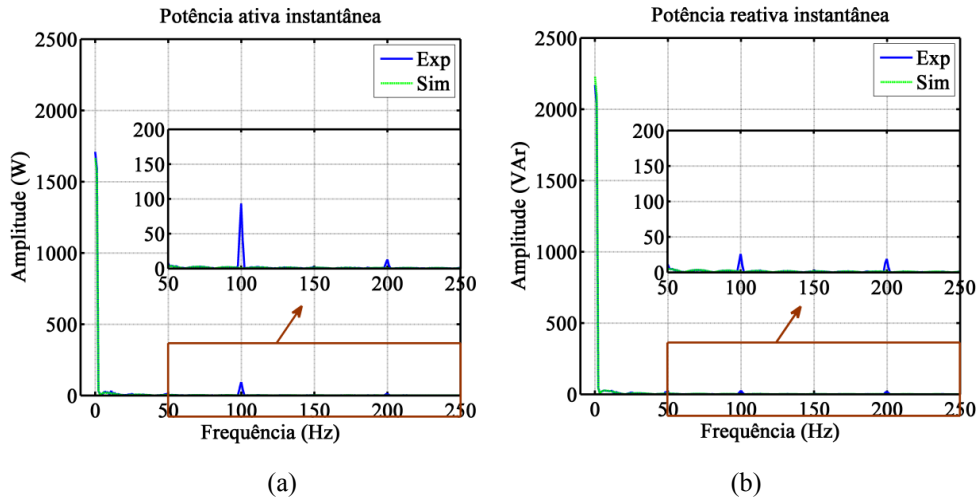 Potência ativa instantânea
2500
2000
1500
1000
500
0
Amplitude (W)
Exp
Sim
200
150
100
50
0
50 100 150 200 250
0 50 100 150 200 250
Frequência (Hz)
(a)
Potência reativa instantânea
2500
2000
1500
1000
500
0
Amplitude (VAr)
Exp
Sim
200
150
100
50
0
50 100 150 200 250
0 50 100 150 200 250
Frequência (Hz)
(b)